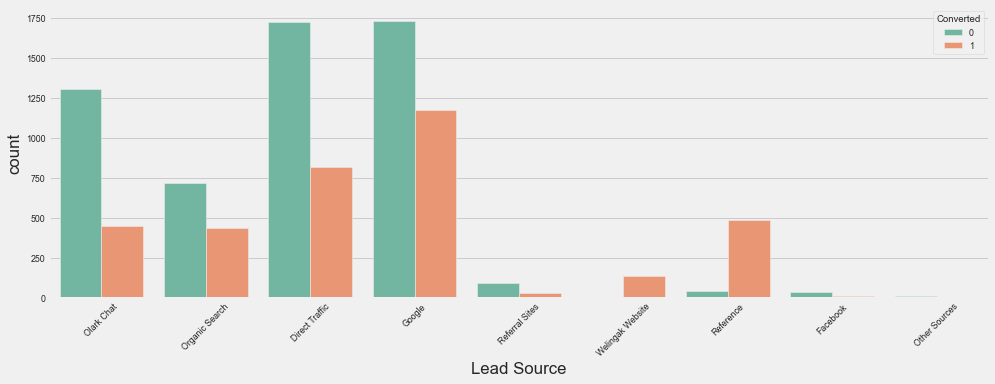 Converted
0
1
1750
1500
1250
1000
750
500
250
0
count
Olark Chat
Organic Search
Direct Traffic
Google
Referral Sites
Welingak Website
Reference
Facebook
Other Sources
Lead Source